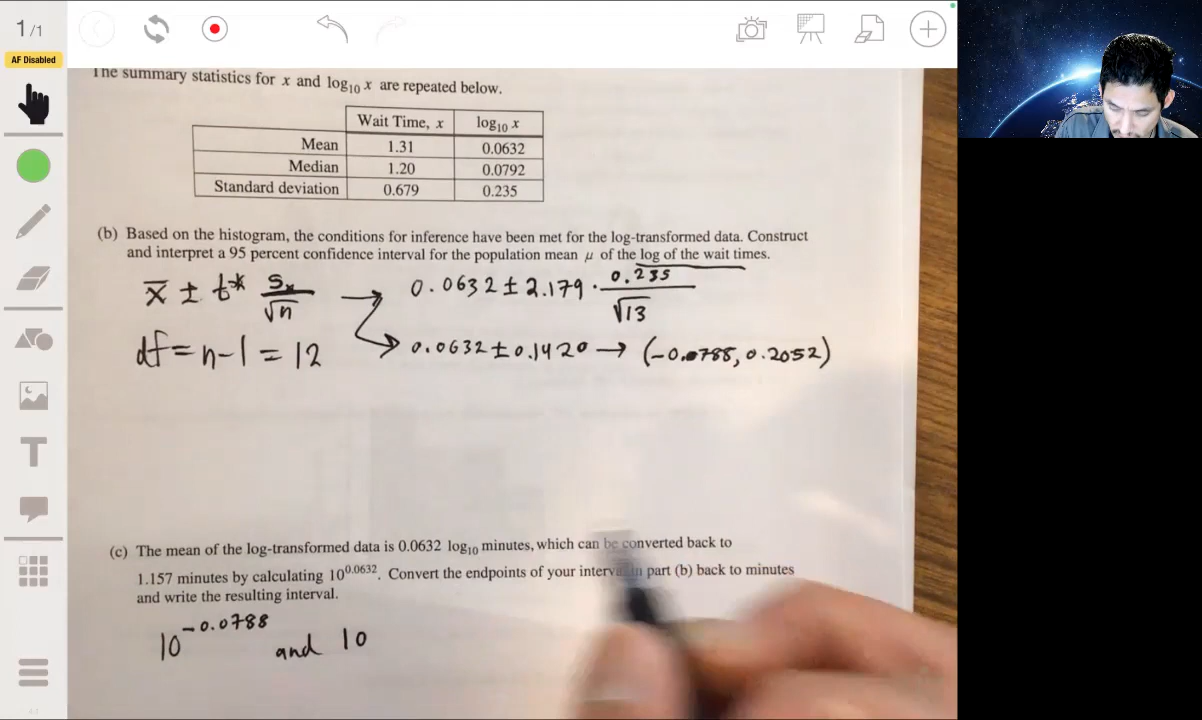 1/1
AF Disabled
T
The summary statistics for x and log₁₀ x are repeated below.
Wait Time, x log₁₀ x
Mean 1.31 0.0632
Median 1.20 0.0792
Standard deviation 0.679 0.235
(b) Based on the histogram, the conditions for inference have been met for the log-transformed data. Construct
and interpret a 95 percent confidence interval for the population mean μ of the log of the wait times.
x̄ ± t* Sₓ/√n → 0.0632 ± 2.179 · 0.235/√13
df = n-1 = 12 → 0.0632 ± 0.1420 → (-0.0788, 0.2052)
(c) The mean of the log-transformed data is 0.0632 log₁₀ minutes, which can be converted back to
1.157 minutes by calculating 10^0.0632. Convert the endpoints of your interval in part (b) back to minutes
and write the resulting interval.
10^-0.0788 and 10